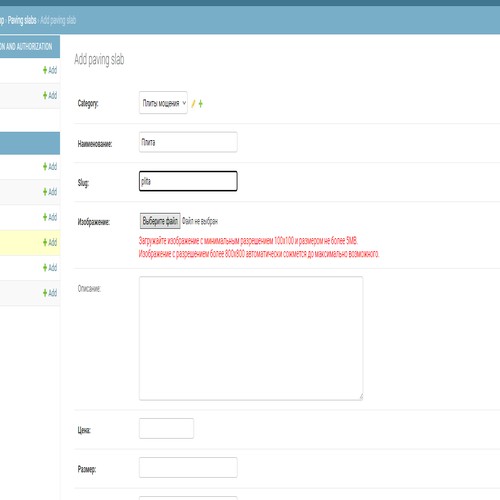 op › Paving slabs › Add paving slab
ON AND AUTHORIZATION
+ Add
+ Add
+ Add
+ Add
+ Add
+ Add
+ Add
+ Add
Add paving slab
Category: Плиты мощения
Наименование: Плита
Slug: plita
Изображение: Выберите файл Файл не выбран
Загружайте изображение с минимальным разрешением 100x100 и размером не более 5MB.
Изображение с разрешением более 800x800 автоматически сожмется до максимально возможного.
Описание:
Цена:
Размер: